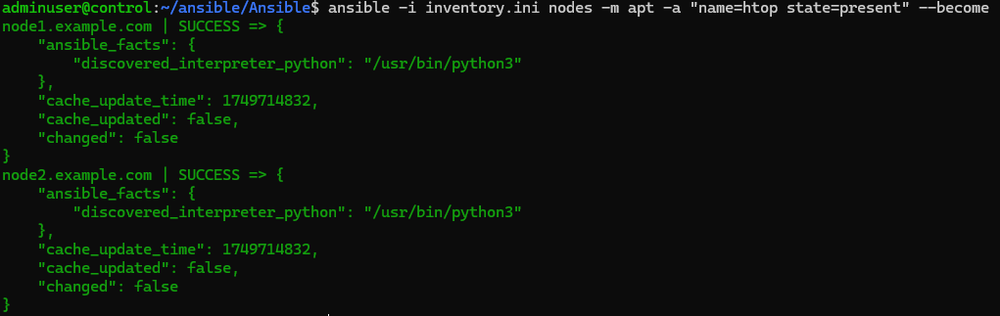 adminuser@control:~/ansible/Ansible$ ansible -i inventory.ini nodes -m apt -a "name=htop state=present" --become
node1.example.com | SUCCESS => {
    "ansible_facts": {
        "discovered_interpreter_python": "/usr/bin/python3"
    },
    "cache_update_time": 1749714832,
    "cache_updated": false,
    "changed": false
}
node2.example.com | SUCCESS => {
    "ansible_facts": {
        "discovered_interpreter_python": "/usr/bin/python3"
    },
    "cache_update_time": 1749714832,
    "cache_updated": false,
    "changed": false
}